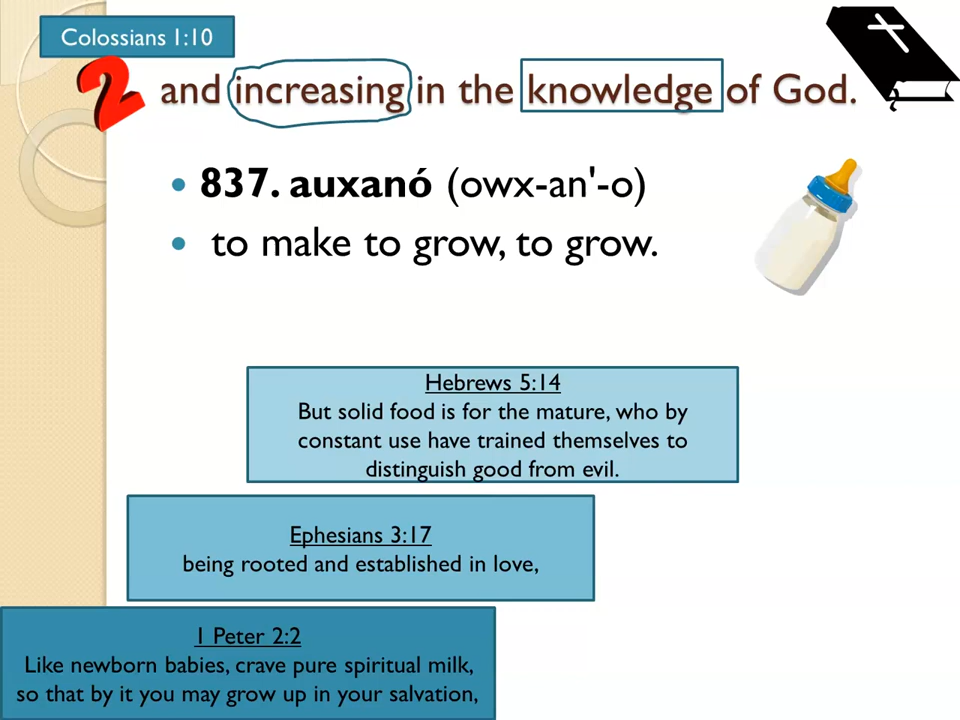 Colossians 1:10
2 and increasing in the knowledge of God.
837. auxanó (owx-an'-o)
to make to grow, to grow.
Hebrews 5:14
But solid food is for the mature, who by
constant use have trained themselves to
distinguish good from evil.
Ephesians 3:17
being rooted and established in love,
1 Peter 2:2
Like newborn babies, crave pure spiritual milk,
so that by it you may grow up in your salvation,